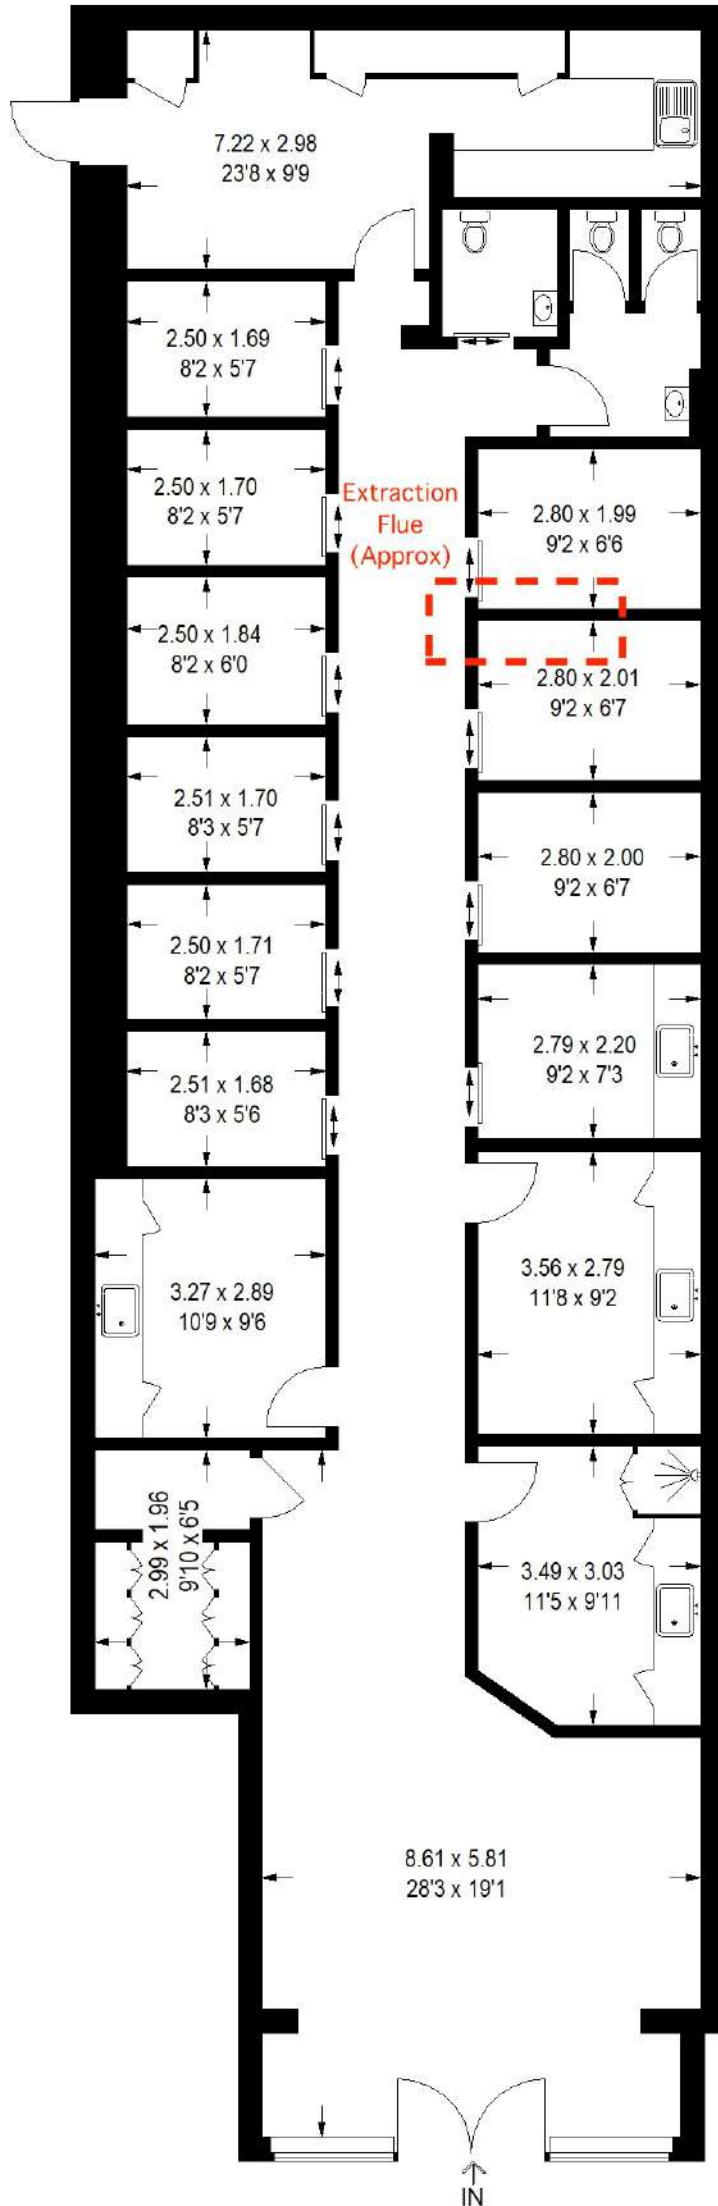 7.22 x 2.98
23'8 x 9'9
2.50 x 1.69
8'2 x 5'7
2.50 x 1.70
8'2 x 5'7
Extraction
Flue
(Approx)
2.80 x 1.99
9'2 x 6'6
2.50 x 1.84
8'2 x 6'0
2.80 x 2.01
9'2 x 6'7
2.51 x 1.70
8'3 x 5'7
2.80 x 2.00
9'2 x 6'7
2.50 x 1.71
8'2 x 5'7
2.79 x 2.20
9'2 x 7'3
2.51 x 1.68
8'3 x 5'6
3.56 x 2.79
11'8 x 9'2
3.27 x 2.89
10'9 x 9'6
2.99 x 1.96
9'10 x 6'5
3.49 x 3.03
11'5 x 9'11
8.61 x 5.81
28'3 x 19'1
IN